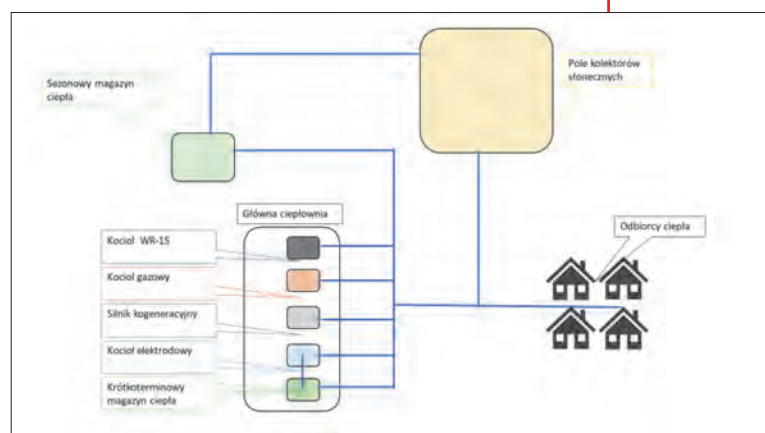 Sezonowy magazyn
ciepła
Pole kolektorów
słonecznych
Główna ciepłownia
Odbiorcy ciepła
Kocioł WR-15
Kocioł gazowy
Silnik kogeneracyjny
Kocioł elektrodowy
Krótkoterminowy
magazyn ciepła